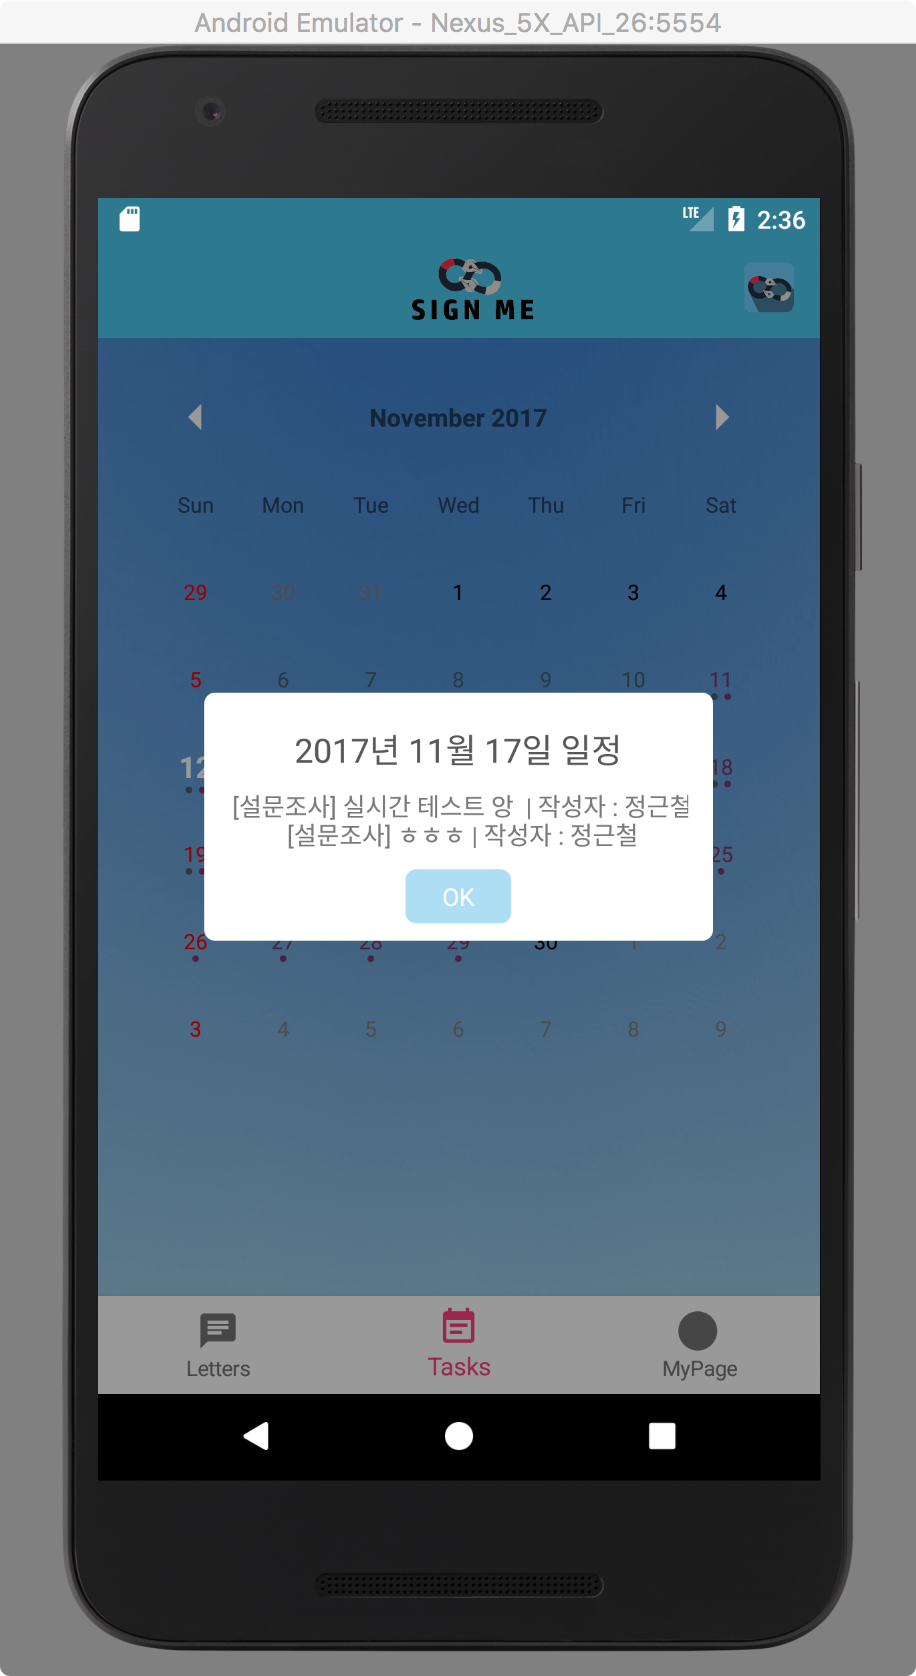 Android Emulator - Nexus_5X_API_26:5554
LTE 2:36
SIGN ME
November 2017
Sun Mon Tue Wed Thu Fri Sat
29 30 31 1 2 3 4
5 6 7 8 9 10 11
2017년 11월 17일 일정
12 18
[설문조사] 실시간 테스트 앙 | 작성자 : 정근철
[설문조사] ㅎㅎㅎ | 작성자 : 정근철
19 25
OK
26 27 28 29 30 1 2
3 4 5 6 7 8 9
Letters Tasks MyPage